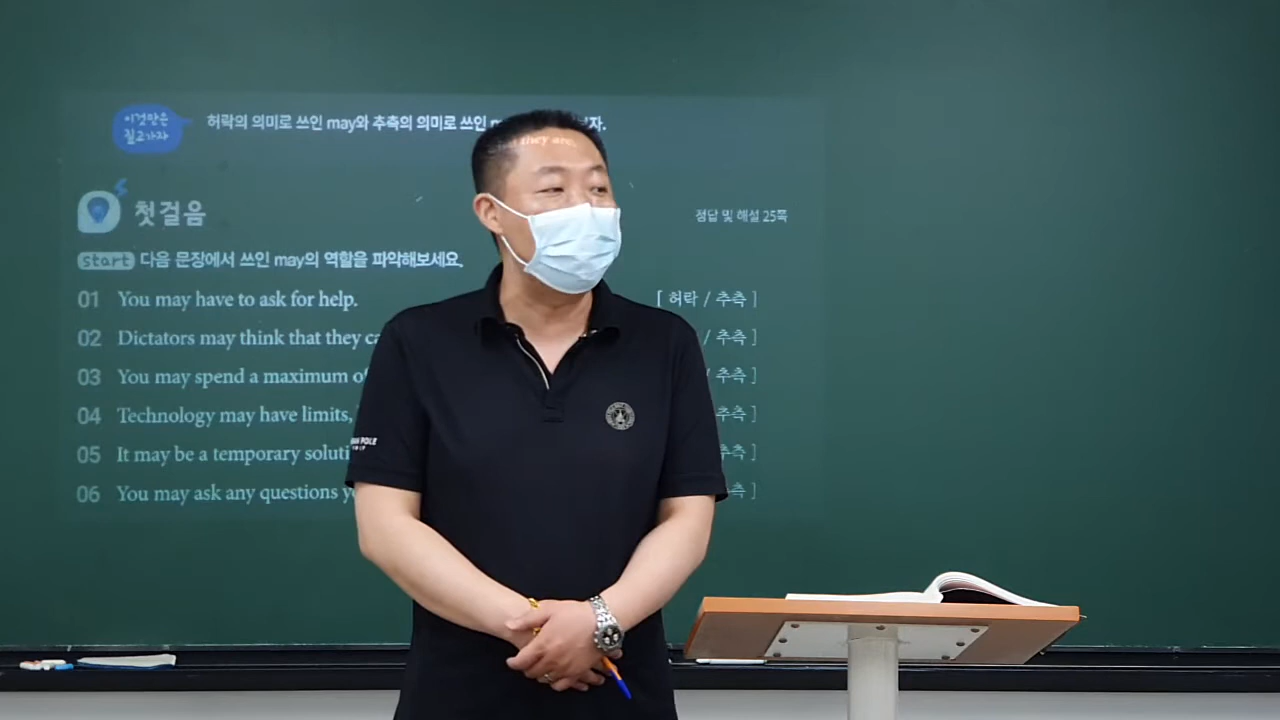 이것만은
짚고가자
허락의 의미로 쓰인 may와 추측의 의미로 쓰인
they are,
첫걸음
정답 및 해설 25쪽
start 다음 문장에서 쓰인 may의 역할을 파악해보세요.
01 You may have to ask for help. [ 허락 / 추측 ]
02 Dictators may think that they / 추측 ]
03 You may spend a maximum of / 추측 ]
04 Technology may have limits, 추측 ]
05 It may be a temporary 추측 ]
06 You may ask any questions ]